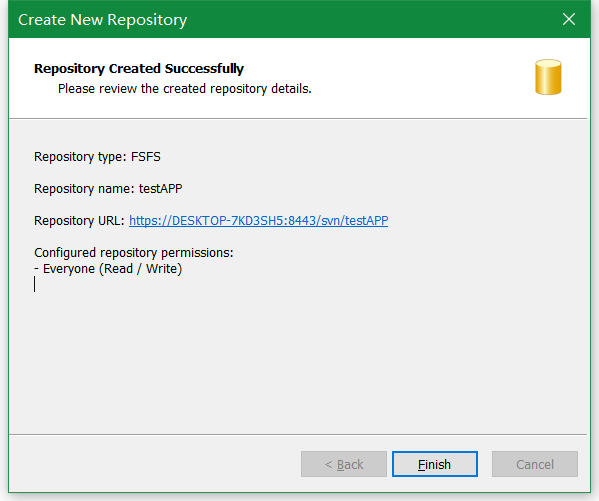 Create New Repository
Repository Created Successfully
Please review the created repository details.
Repository type: FSFS
Repository name: testAPP
Repository URL: https://DESKTOP-7KD3SH5:8443/svn/testAPP
Configured repository permissions:
- Everyone (Read / Write)
< Back
Finish
Cancel